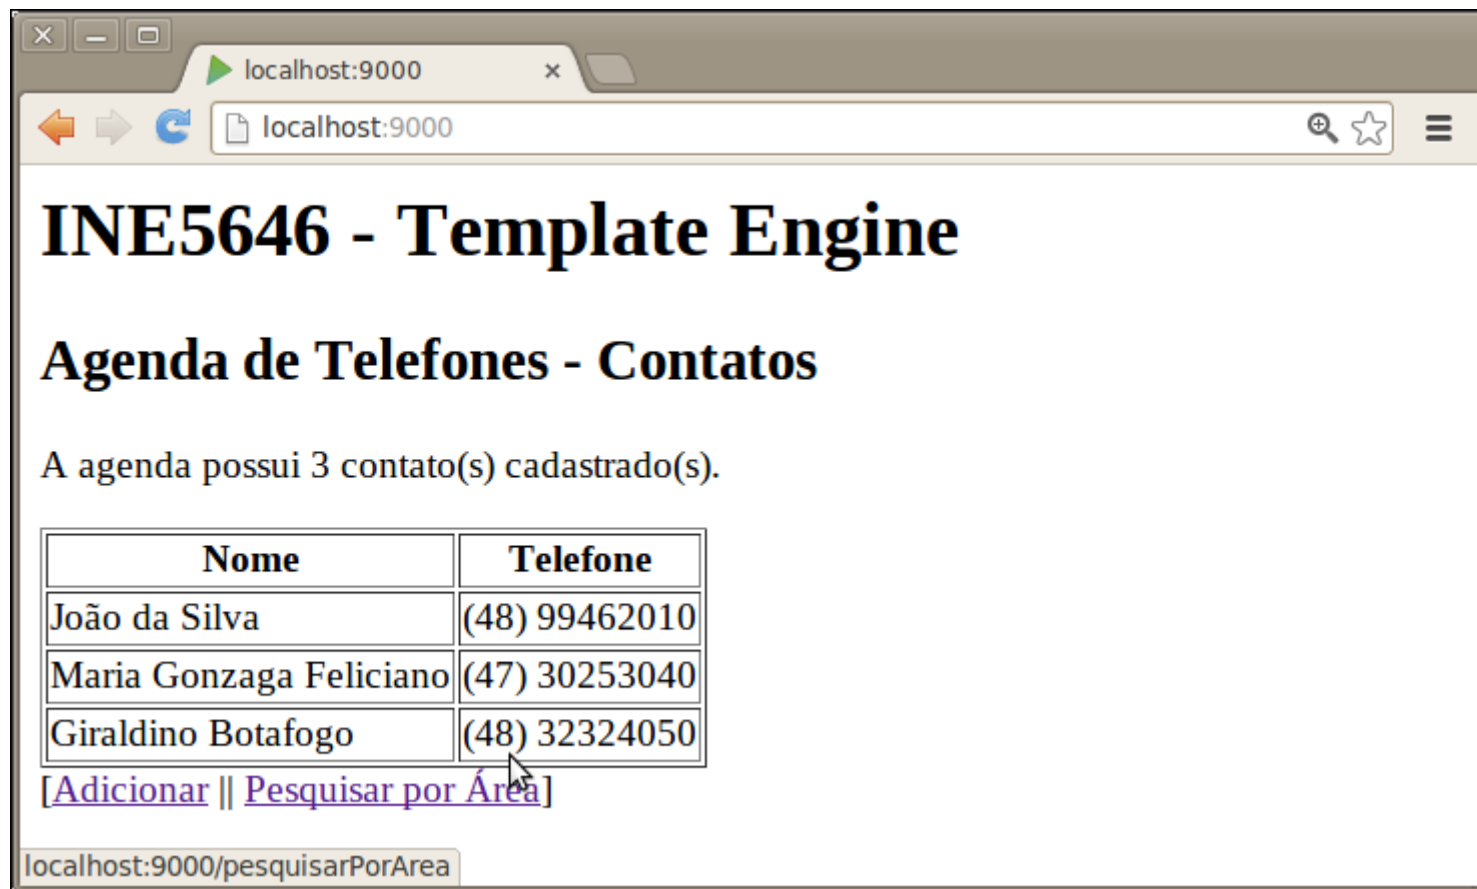 localhost:9000
localhost:9000
INE5646 - Template Engine
Agenda de Telefones - Contatos
A agenda possui 3 contato(s) cadastrado(s).
Nome Telefone
João da Silva (48) 99462010
Maria Gonzaga Feliciano (47) 30253040
Giraldino Botafogo (48) 32324050
[Adicionar || Pesquisar por Área]
localhost:9000/pesquisarPorArea